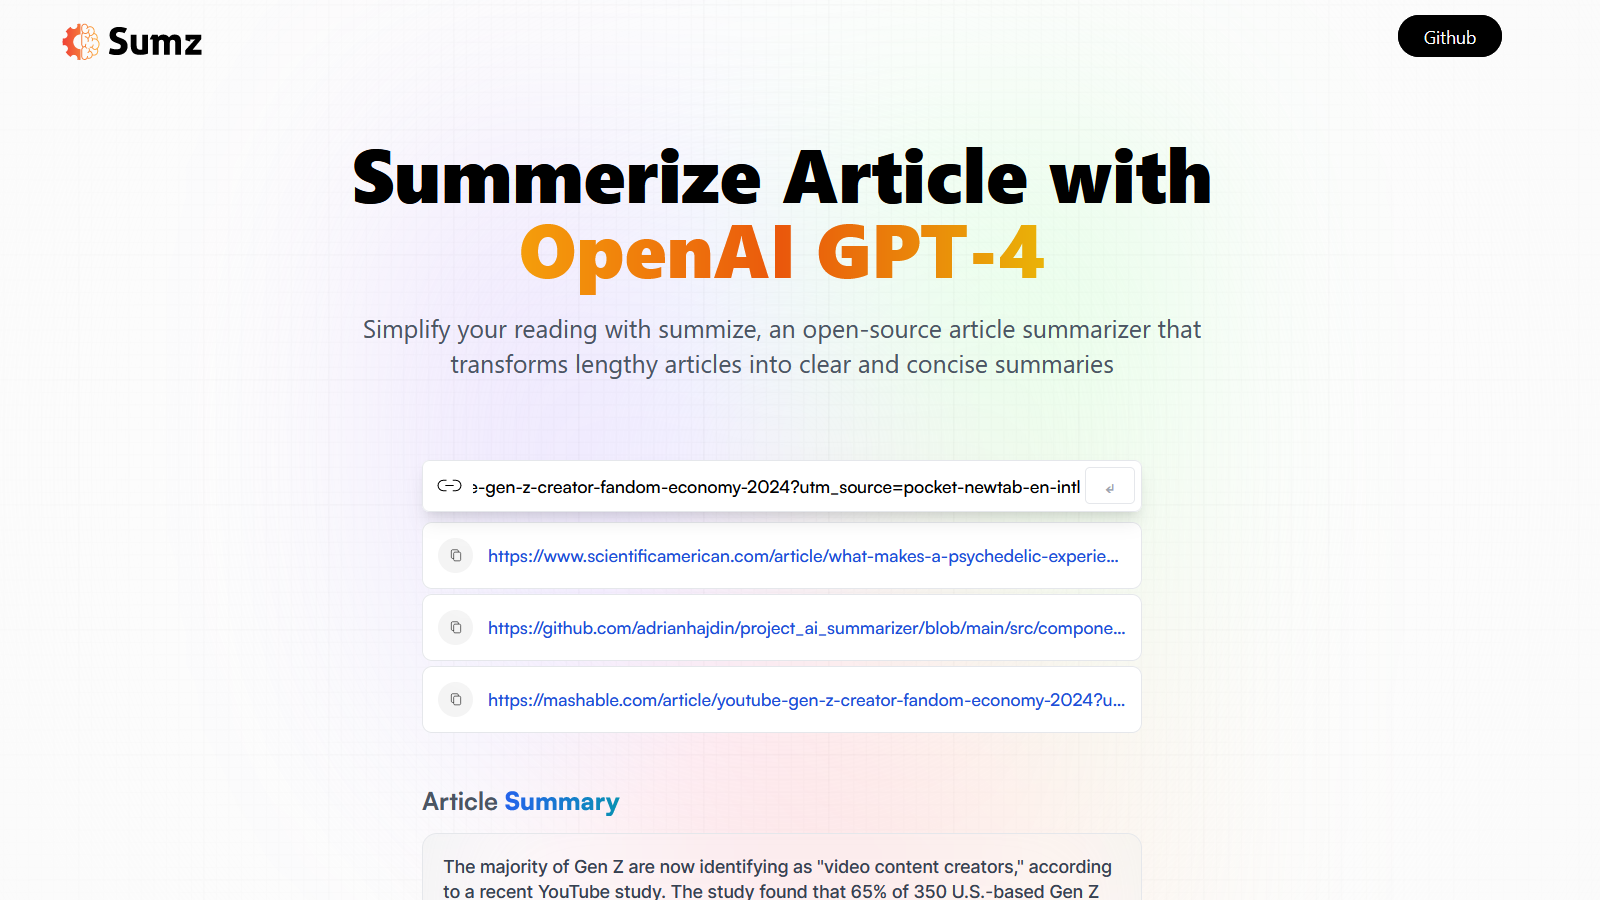 Sumz
Github
Summerize Article with
OpenAI GPT-4
Simplify your reading with summize, an open-source article summarizer that
transforms lengthy articles into clear and concise summaries
e-gen-z-creator-fandom-economy-2024?utm_source=pocket-newtab-en-intl
https://www.scientificamerican.com/article/what-makes-a-psychedelic-experie...
https://github.com/adrianhajdin/project_ai_summarizer/blob/main/src/compone...
https://mashable.com/article/youtube-gen-z-creator-fandom-economy-2024?u...
Article Summary
The majority of Gen Z are now identifying as "video content creators," according
to a recent YouTube study. The study found that 65% of 350 U.S.-based Gen Z